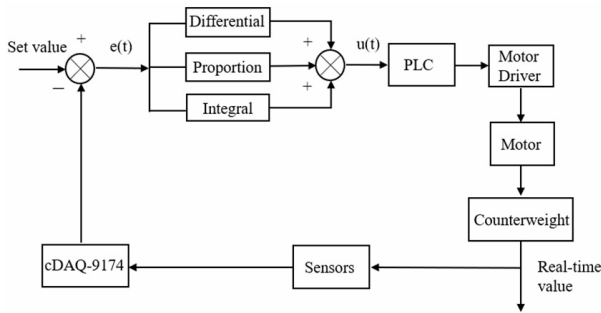 Differential
Set value
+
e(t)
+
u(t)
Proportion
+
PLC
Motor
Driver
−
+
Integral
Motor
Counterweight
cDAQ-9174
Sensors
Real-time
value